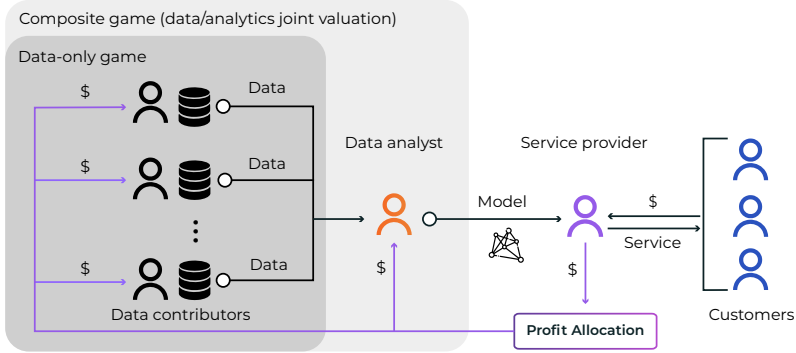 Composite game (data/analytics joint valuation)
Data-only game
$
Data
$
Data
$
Data
Data contributors
Data analyst
$
Model
Service provider
$
Service
$
Profit Allocation
Customers